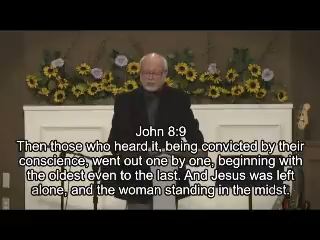 John 8:9
Then those who heard it, being convicted by their
conscience, went out one by one, beginning with
the oldest even to the last. And Jesus was left
alone, and the woman standing in the midst.